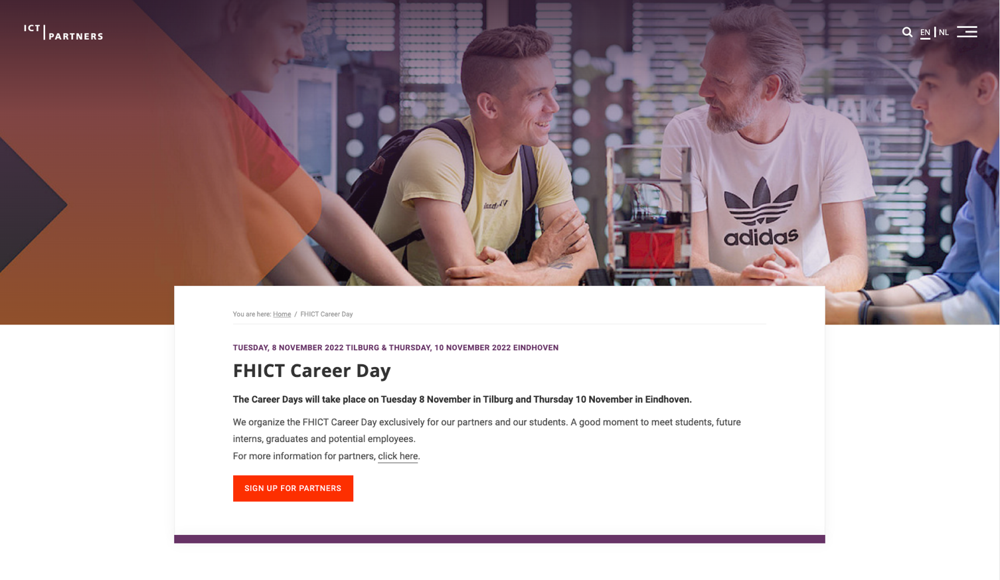 ICT
PARTNERS
EN | NL
MAKE
adidas
You are here: Home / FHICT Career Day
TUESDAY, 8 NOVEMBER 2022 TILBURG & THURSDAY, 10 NOVEMBER 2022 EINDHOVEN
FHICT Career Day
The Career Days will take place on Tuesday 8 November in Tilburg and Thursday 10 November in Eindhoven.
We organize the FHICT Career Day exclusively for our partners and our students. A good moment to meet students, future
interns, graduates and potential employees.
For more information for partners, click here.
SIGN UP FOR PARTNERS